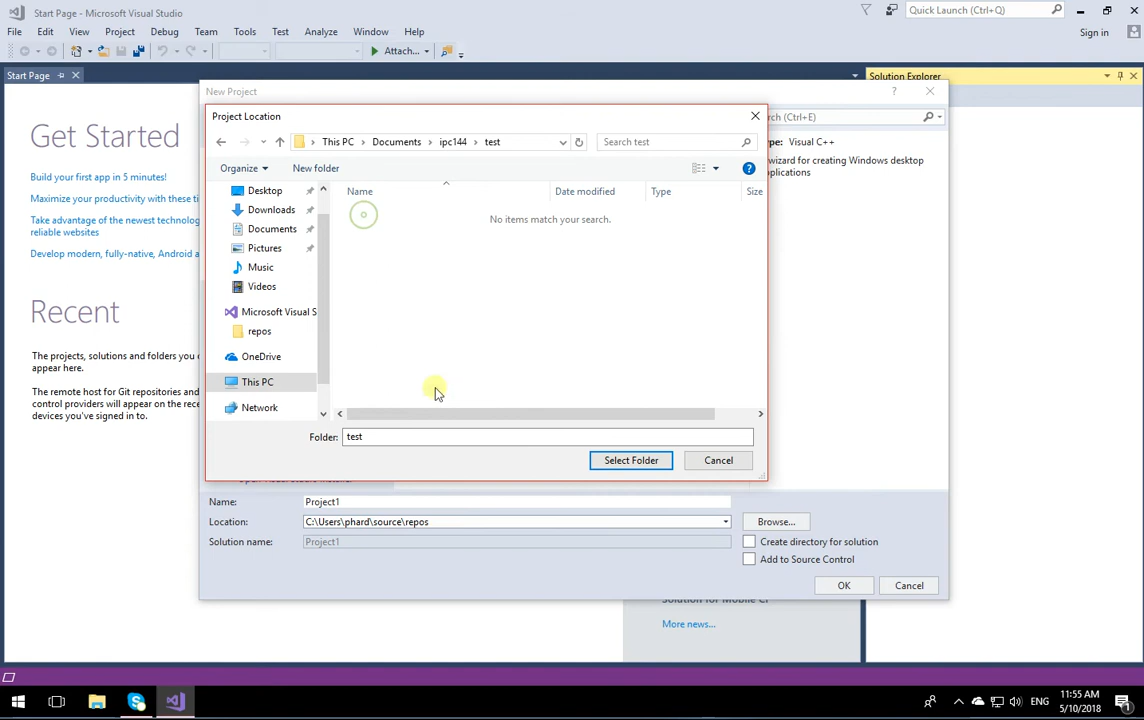 Start Page - Microsoft Visual Studio
Quick Launch (Ctrl+Q)
File Edit View Project Debug Team Tools Test Analyze Window Help
Sign in
Attach...
Start Page
Solution Explorer
New Project
?
Project Location
This PC > Documents > ipc144 > test
Search test
Organize
New folder
Name
Date modified
Type
Size
No items match your search.
Desktop
Downloads
Documents
Pictures
Music
Videos
Microsoft Visual S
repos
OneDrive
This PC
Network
Folder: test
Select Folder
Cancel
(Ctrl+E)
Visual C++
wizard for creating Windows desktop
Get Started
Build your first app in 5 minutes!
Maximize your productivity with these ti
Take advantage of the newest technolog
reliable websites
Develop modern, fully-native, Android a
Recent
The projects, solutions and folders you
appear here.
The remote host for Git repositories and
control providers will appear on the rece
devices you've signed in to.
Name: Project1
Location: C:\Users\phard\source\repos
Browse...
Solution name: Project1
Create directory for solution
Add to Source Control
OK
Cancel
More news...
ENG
11:55 AM
5/10/2018
1